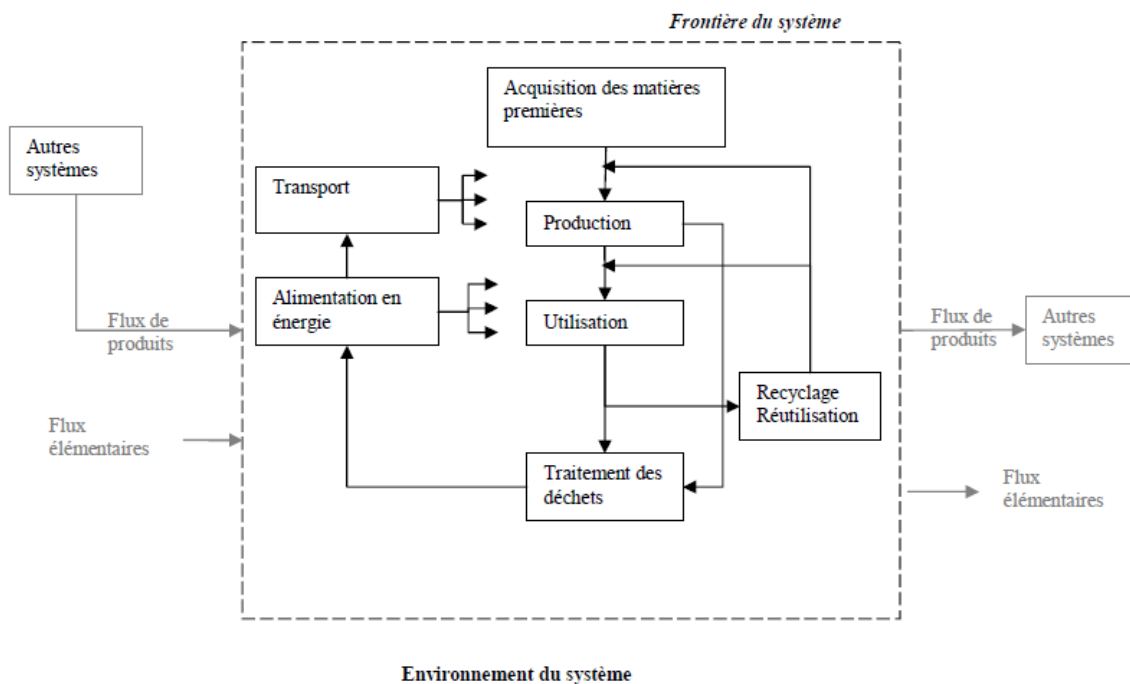 Frontière du système
Acquisition des matières
premières
Autres
systèmes
Transport
Production
Alimentation en
énergie
Utilisation
Flux de
produits
Flux de
produits
Autres
systèmes
Recyclage
Réutilisation
Flux
élémentaires
Traitement des
déchets
Flux
élémentaires
Environnement du système